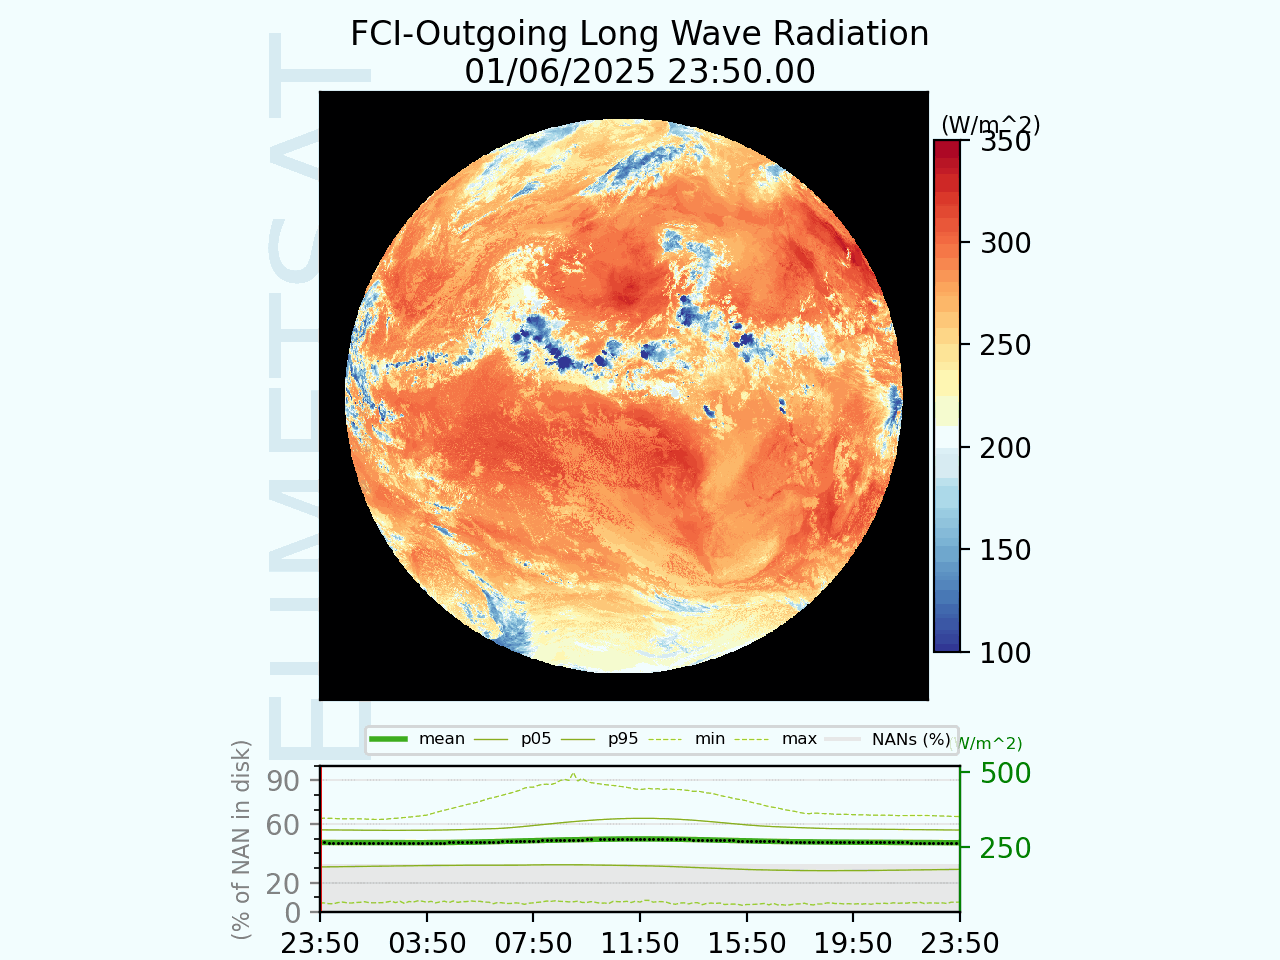 FCI-Outgoing Long Wave Radiation
01/06/2025 23:50.00
EUMETSAT
(W/m^2)
350
300
250
200
150
100
mean p05 p95 min max NANs (%)
W/m^2)
(% of NAN in disk)
90
60
20
0
500
250
23:50 03:50 07:50 11:50 15:50 19:50 23:50